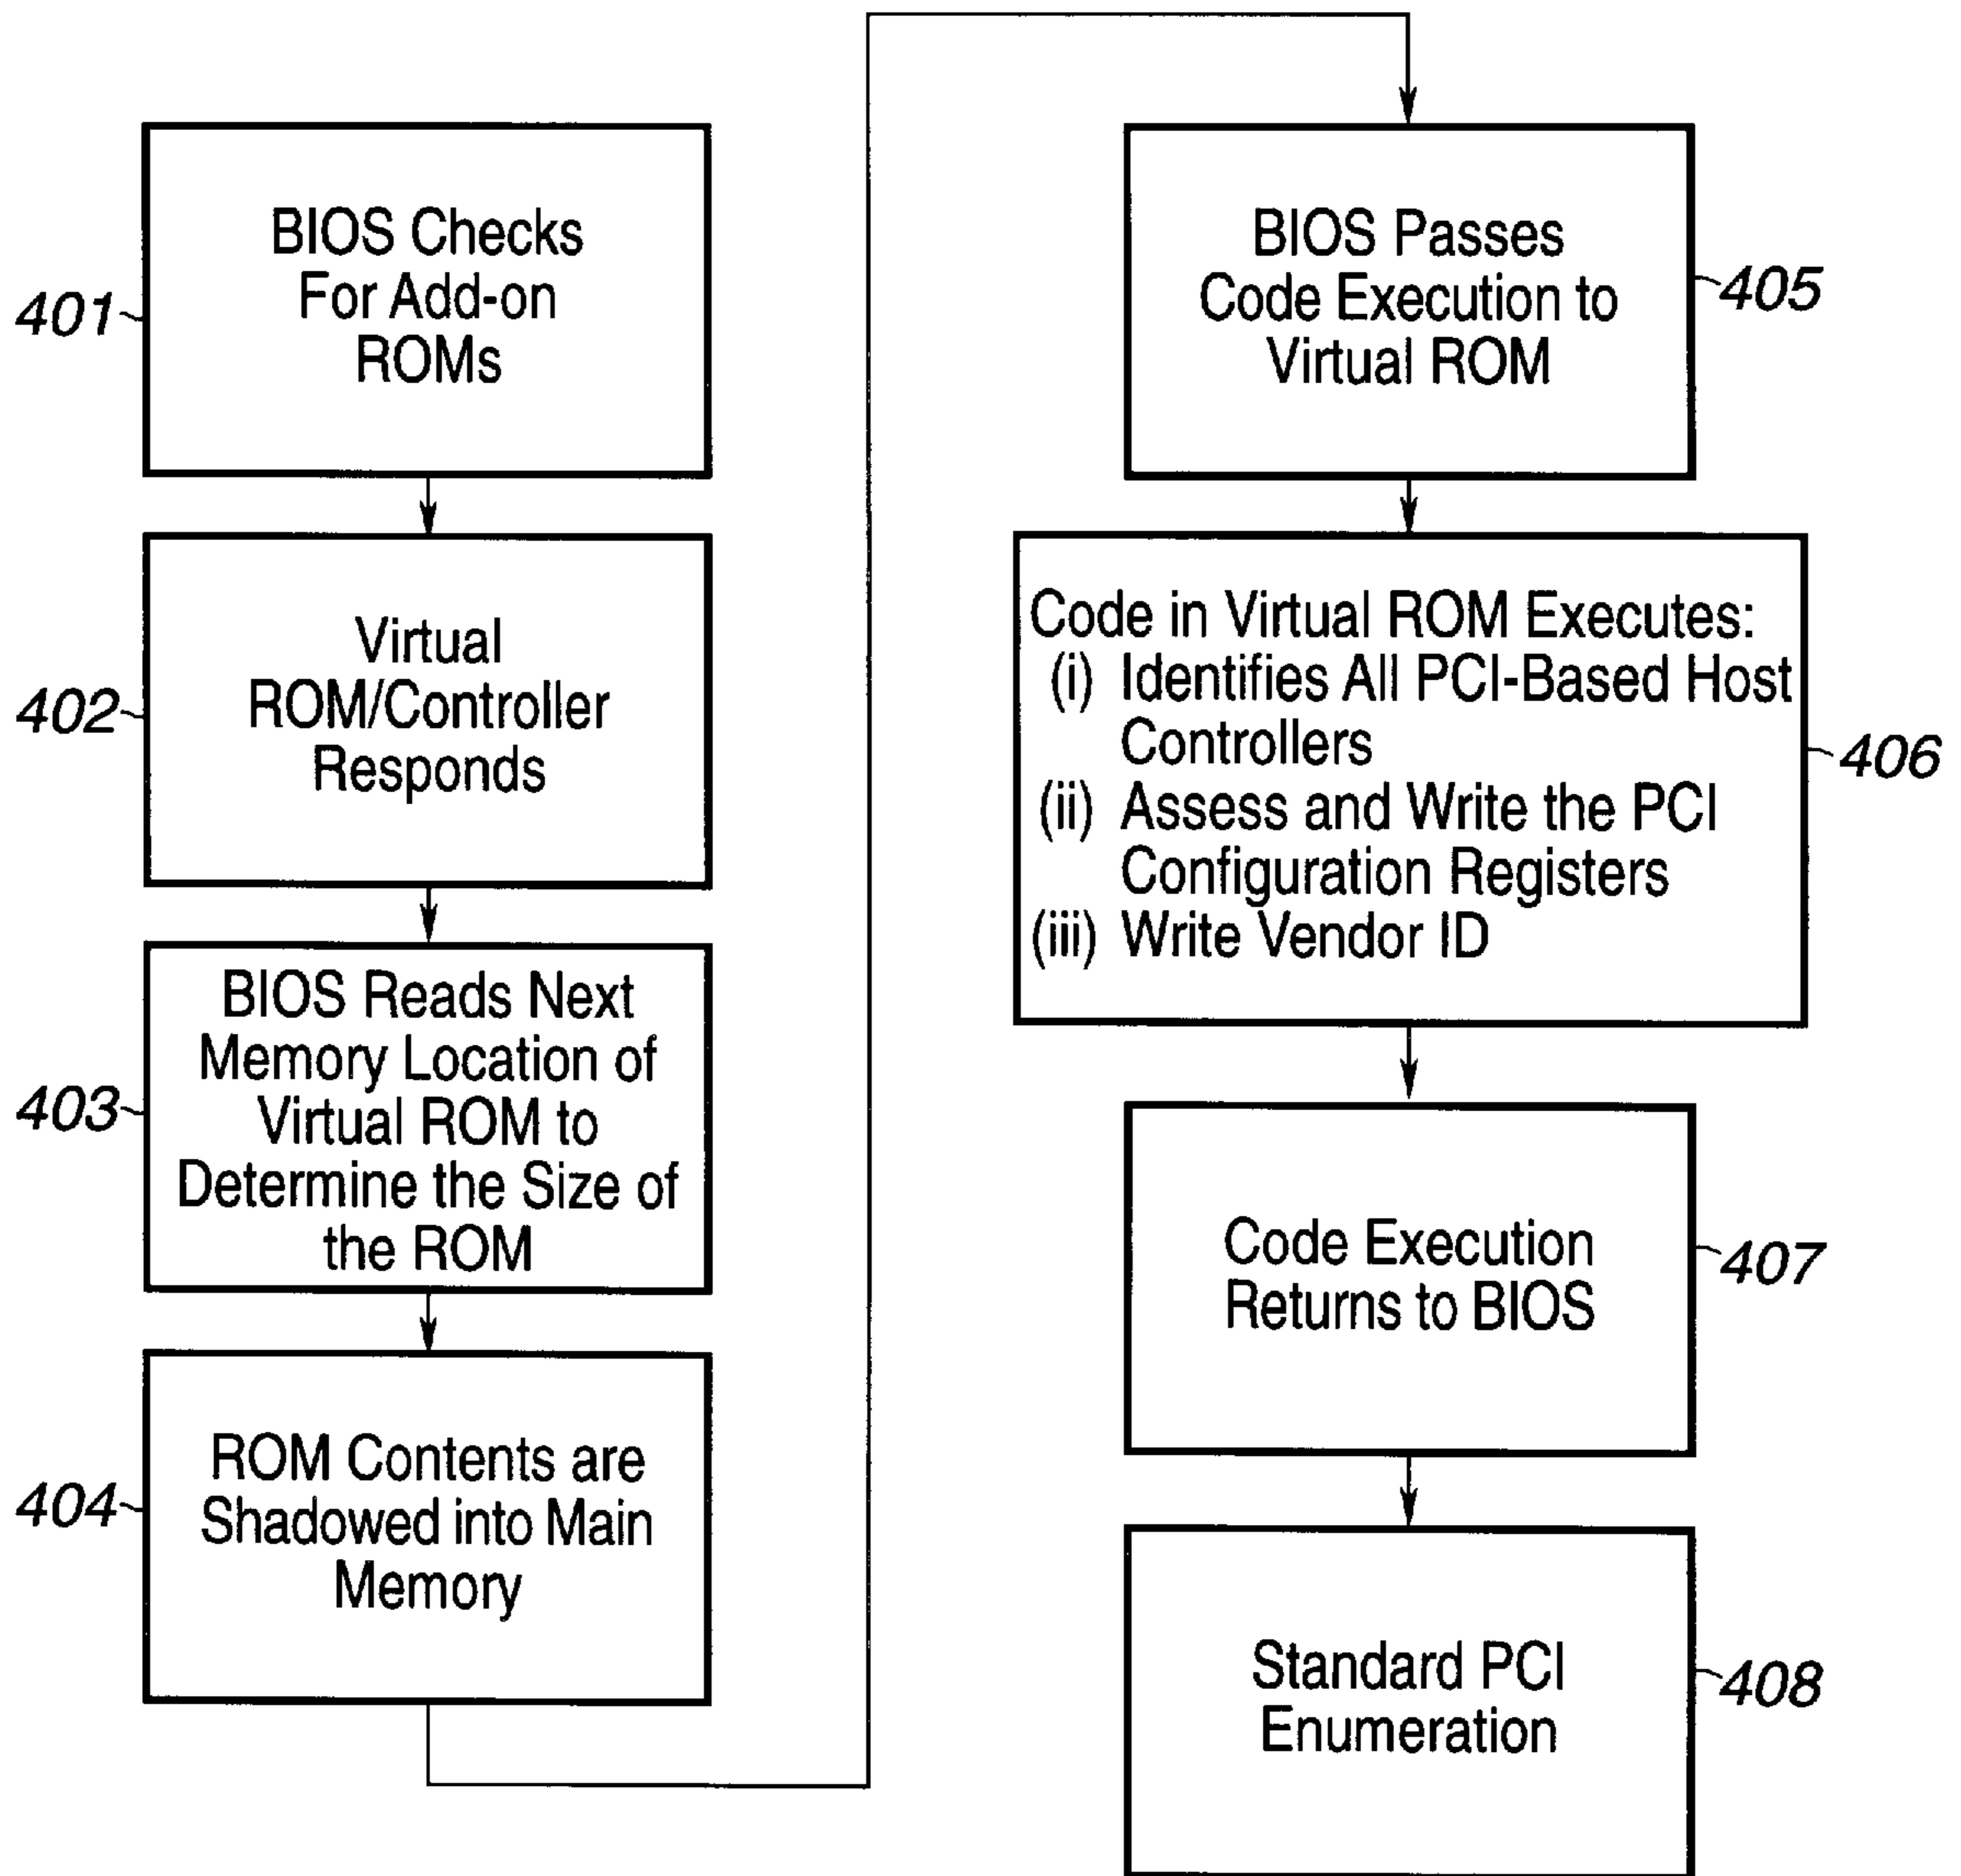 401
BIOS Checks
For Add-on
ROMs
402
Virtual
ROM/Controller
Responds
403
BIOS Reads Next
Memory Location of
Virtual ROM to
Determine the Size of
the ROM
404
ROM Contents are
Shadowed into Main
Memory
BIOS Passes
Code Execution to
Virtual ROM
405
Code in Virtual ROM Executes:
(i) Identifies All PCI-Based Host
Controllers
(ii) Assess and Write the PCI
Configuration Registers
(iii) Write Vendor ID
406
Code Execution
Returns to BIOS
407
Standard PCI
Enumeration
408